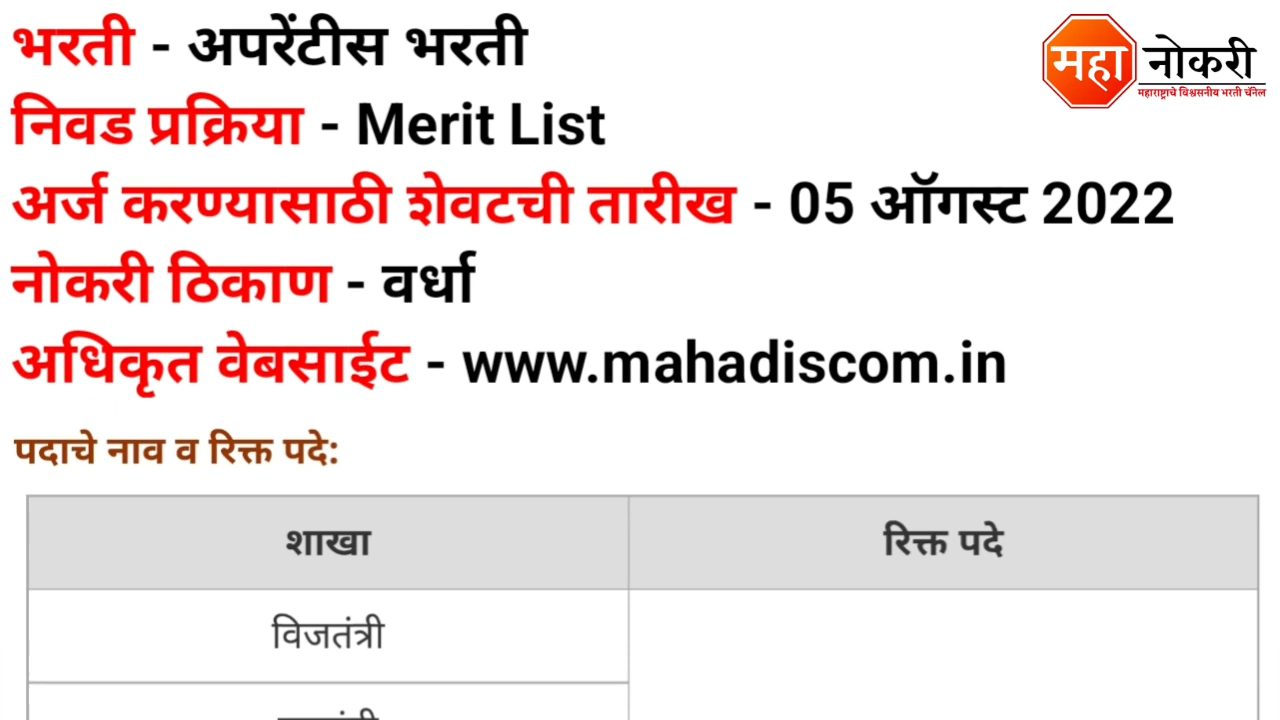 भरती - अपरेंटीस भरती
महा नोकरी
महाराष्ट्राचे विश्वसनीय भरती चॅनेल
निवड प्रक्रिया - Merit List
अर्ज करण्यासाठी शेवटची तारीख - 05 ऑगस्ट 2022
नोकरी ठिकाण - वर्धा
अधिकृत वेबसाईट - www.mahadiscom.in
पदाचे नाव व रिक्त पदे:
शाखा रिक्त पदे
विजतंत्री